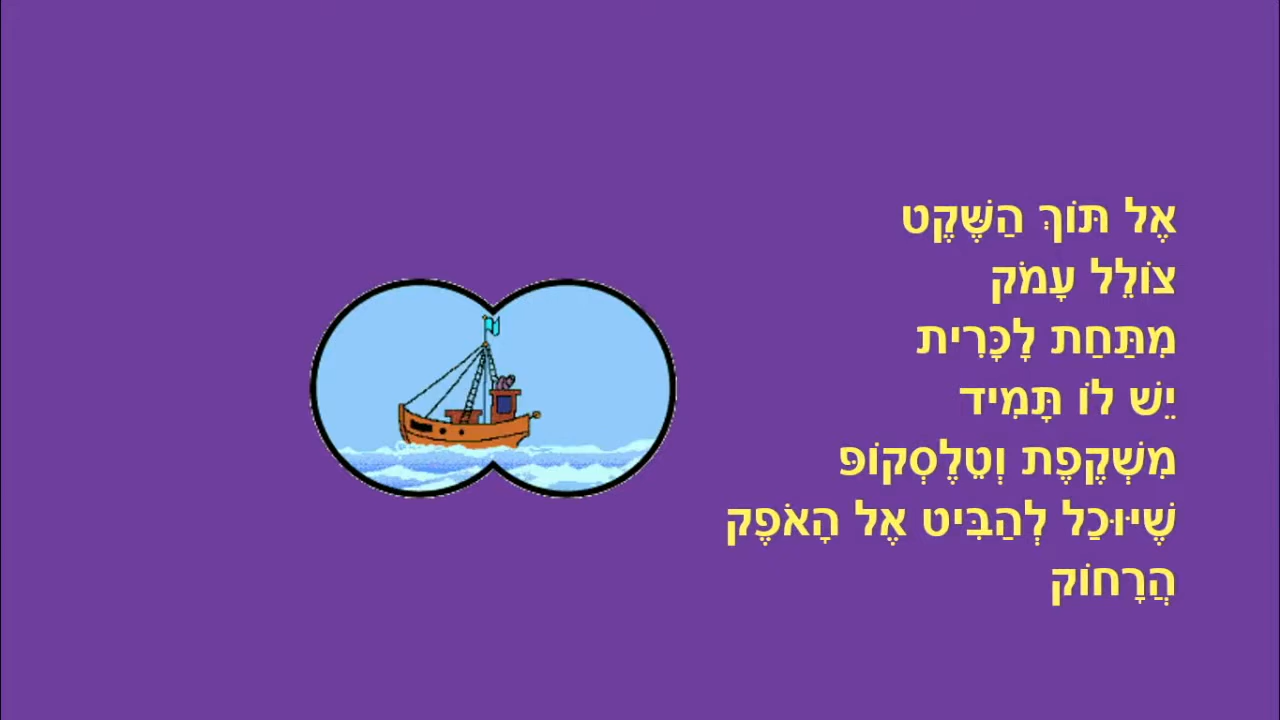 אֶל תּוֹךְ הַשֶּׁקֶט
צוֹלֵל עָמֹק
מִתַּחַת לָכָּרִית
יֵשׁ לוֹ תָּמִיד
מִשְׁקֶפֶת וְטֵלֶסְקוֹפּ
שֶׁיּוּכַל לְהַבִּיט אֶל הָאֹפֶק
הֲרָחוֹק